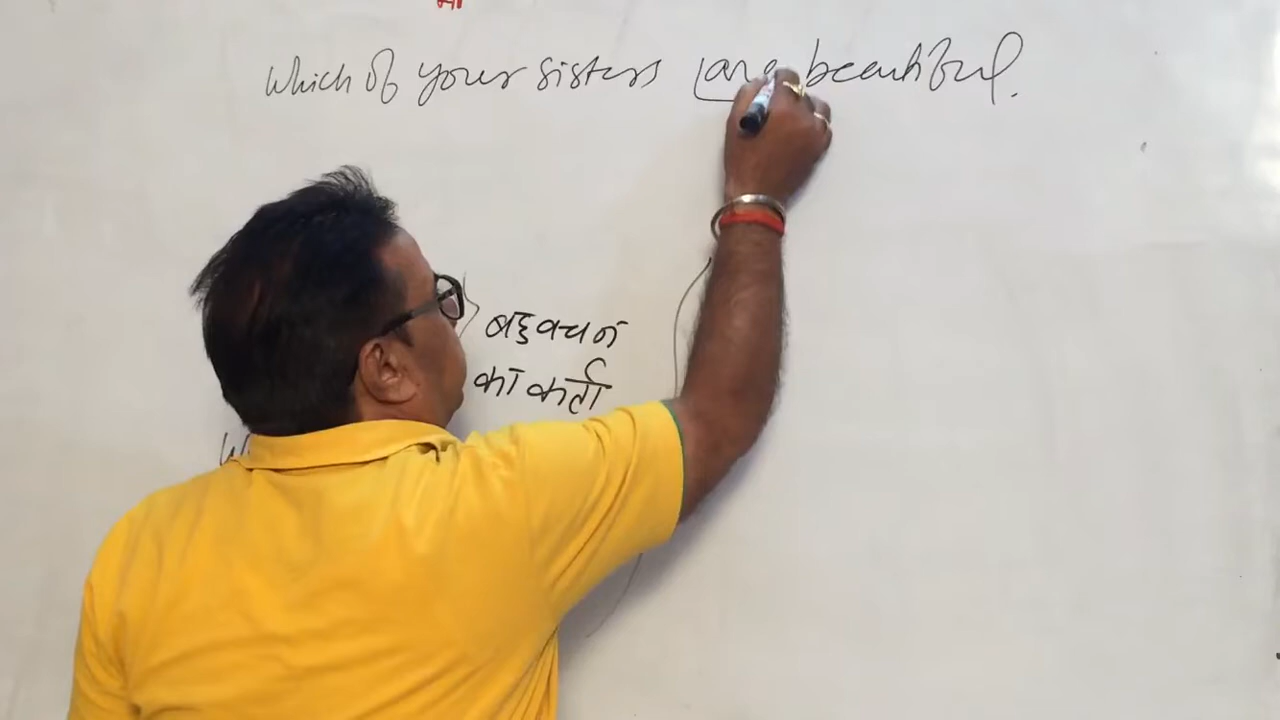 मा
Which of your sisters are beautiful.
बहुवचन
का कर्ता